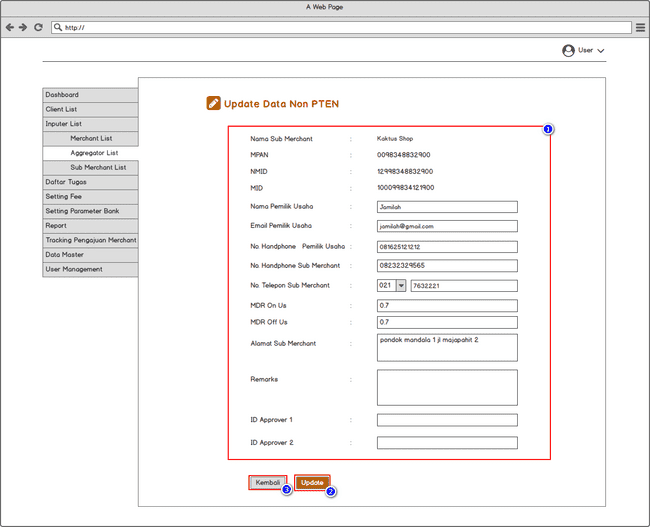 A Web Page
http://
User
Dashboard
Client List
Inputer List
Merchant List
Aggregator List
Sub Merchant List
Daftar Tugas
Setting Fee
Setting Parameter Bank
Report
Tracking Pengajuan Merchant
Data Master
User Management
Update Data Non PTEN
1
Nama Sub Merchant : Kaktus Shop
MPAN : 0098348832900
NMID : 12998348832900
MID : 100099834121900
Nama Pemilik Usaha : Jamilah
Email Pemilik Usaha : jamilah@gmail.com
No. Handphone Pemilik Usaha : 081625121212
No. Handphone Sub Merchant : 08232329565
No. Telepon Sub Merchant : 021 7632221
MDR On Us : 0.7
MDR Off Us : 0.7
Alamat Sub Merchant : pondok mandala 1 jl majapahit 2
Remarks :
ID Approver 1 :
ID Approver 2 :
Kembali 3 Update 2